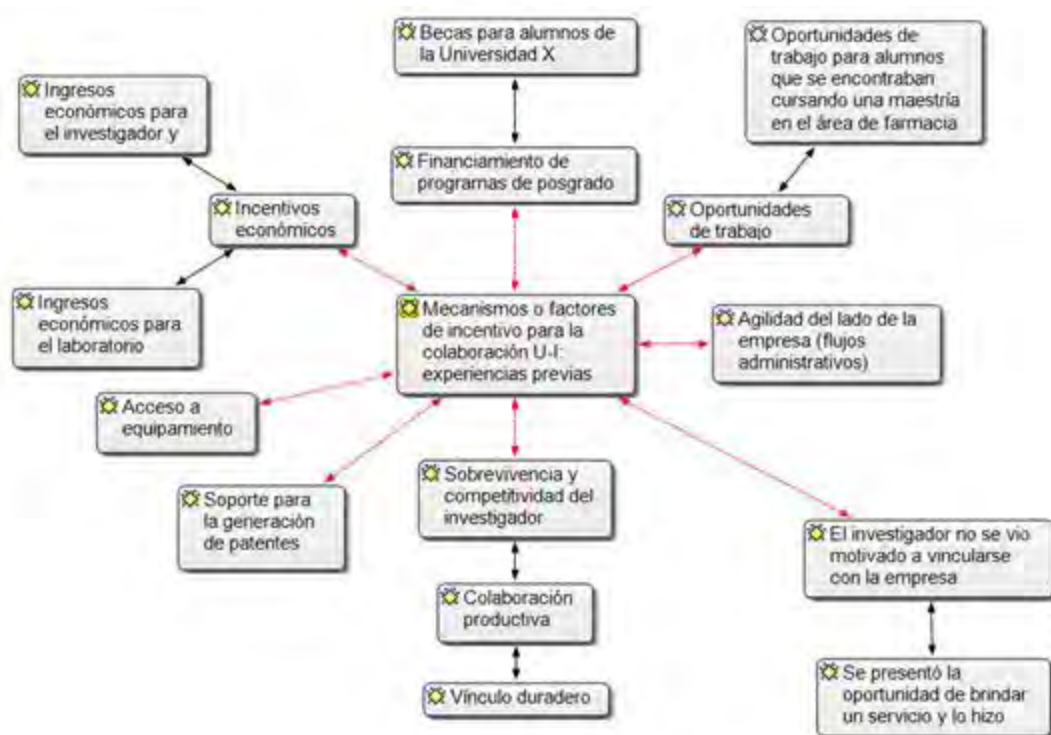 Becas para alumnos de
la Universidad X
Oportunidades de
trabajo para alumnos
que se encontraban
cursando una maestría
en el área de farmacia
Ingresos
económicos para
el investigador y
Financiamiento de
programas de posgrado
Incentivos
económicos
Oportunidades
de trabajo
Ingresos
económicos para
el laboratorio
Mecanismos o factores
de incentivo para la
colaboración U-I:
experiencias previas
Agilidad del lado de la
empresa (flujos
administrativos)
Acceso a
equipamiento
Soporte para
la generación
de patentes
Sobrevivencia y
competitividad del
investigador
El investigador no se vio
motivado a vincularse
con la empresa
Colaboración
productiva
Se presentó la
oportunidad de brindar
un servicio y lo hizo
Vínculo duradero